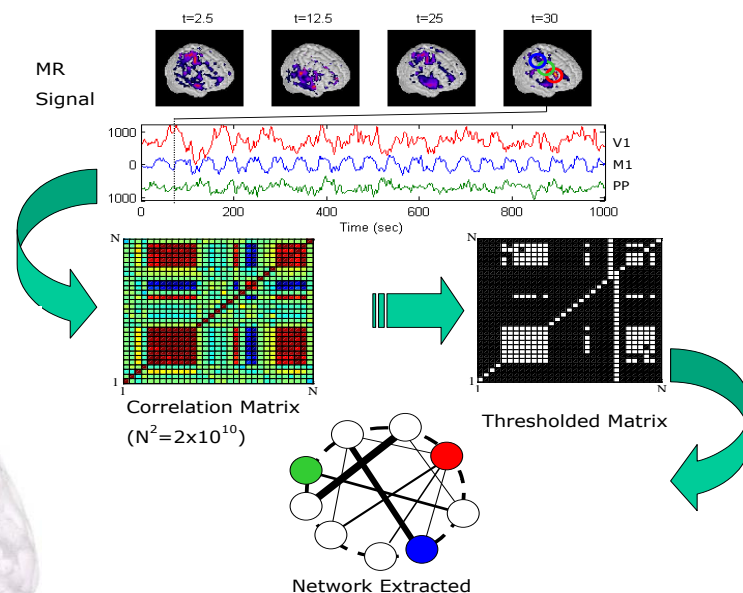 t=2.5 t=12.5 t=25 t=30
MR
Signal
1000
0
1000
V1
M1
PP
0 200 400 600 800 1000
Time (sec)
N
1
1 N
N
1
1 N
Correlation Matrix
(N²=2x10¹⁰)
Thresholded Matrix
Network Extracted